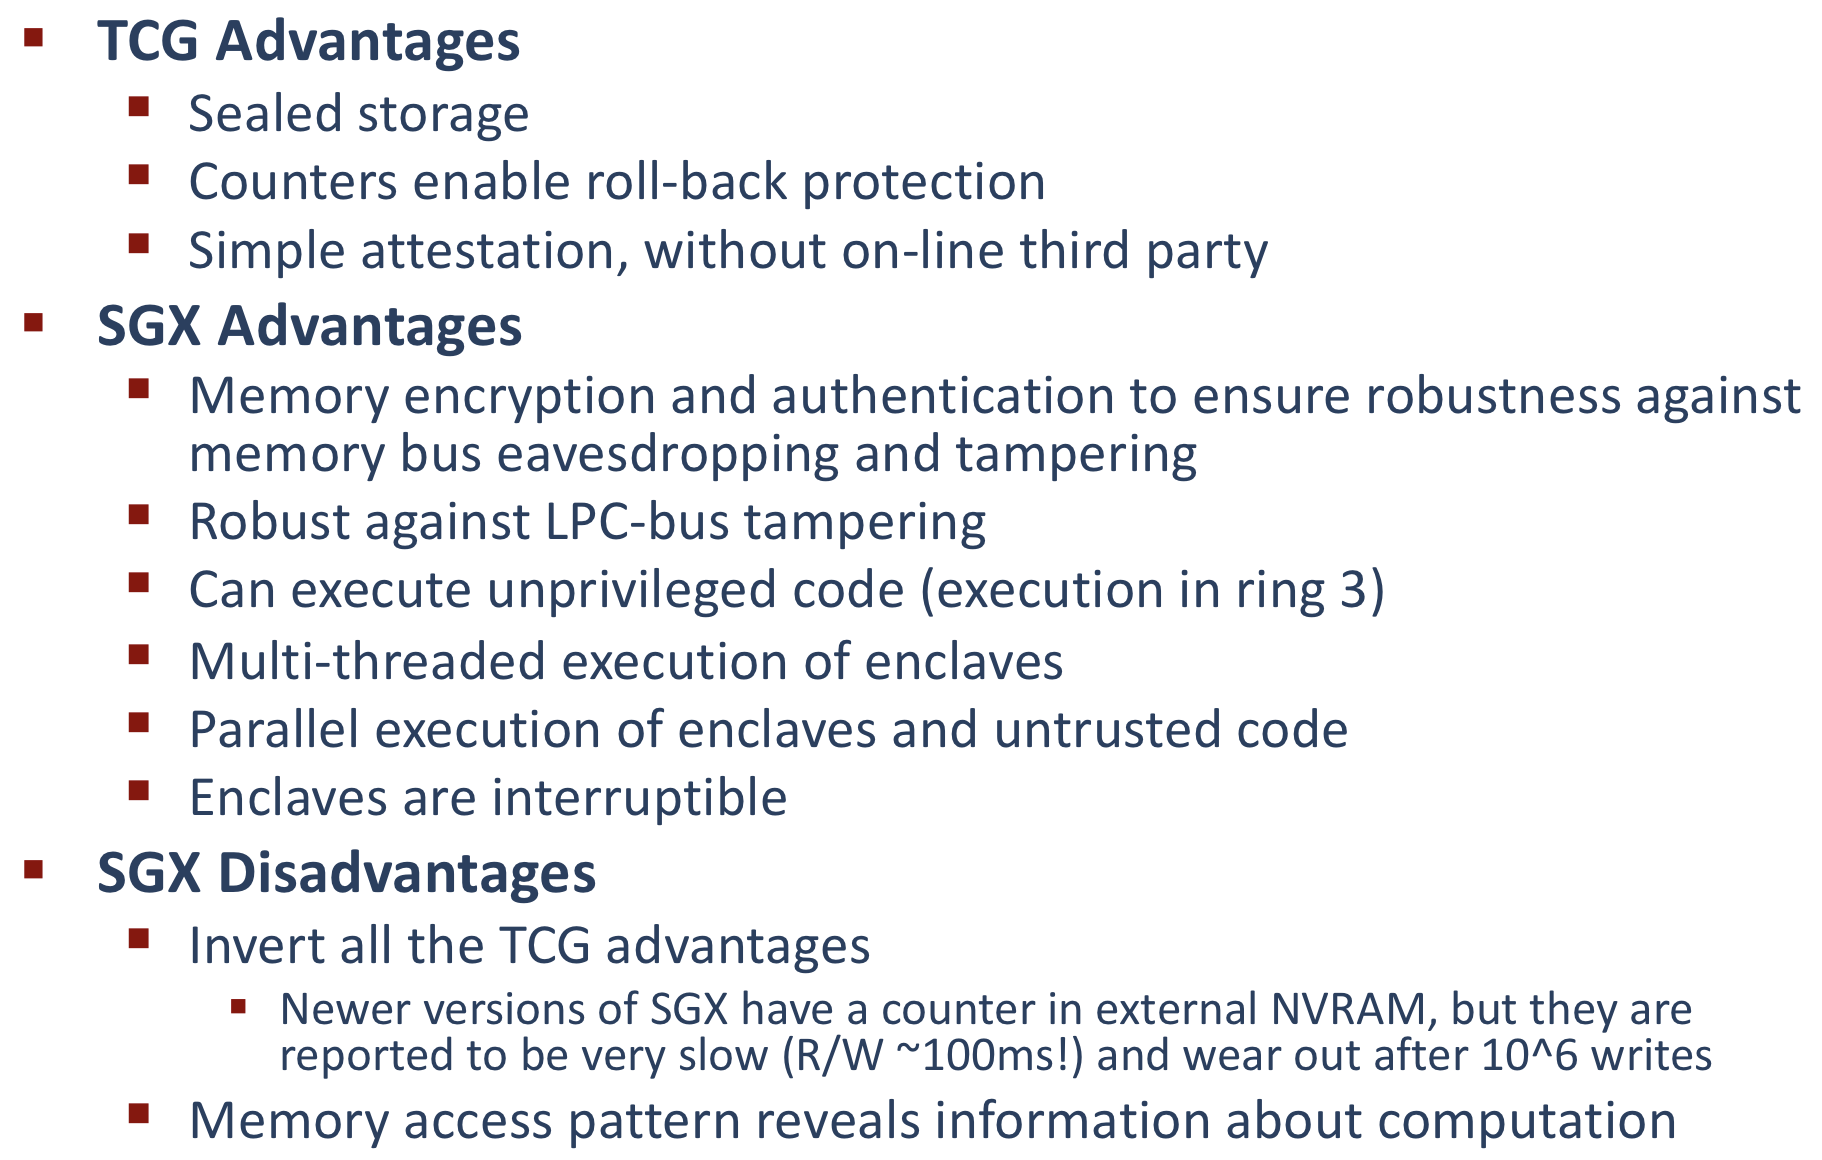 TCG Advantages
Sealed storage
Counters enable roll-back protection
Simple attestation, without on-line third party
SGX Advantages
Memory encryption and authentication to ensure robustness against
memory bus eavesdropping and tampering
Robust against LPC-bus tampering
Can execute unprivileged code (execution in ring 3)
Multi-threaded execution of enclaves
Parallel execution of enclaves and untrusted code
Enclaves are interruptible
SGX Disadvantages
Invert all the TCG advantages
Newer versions of SGX have a counter in external NVRAM, but they are
reported to be very slow (R/W ~100ms!) and wear out after 10^6 writes
Memory access pattern reveals information about computation